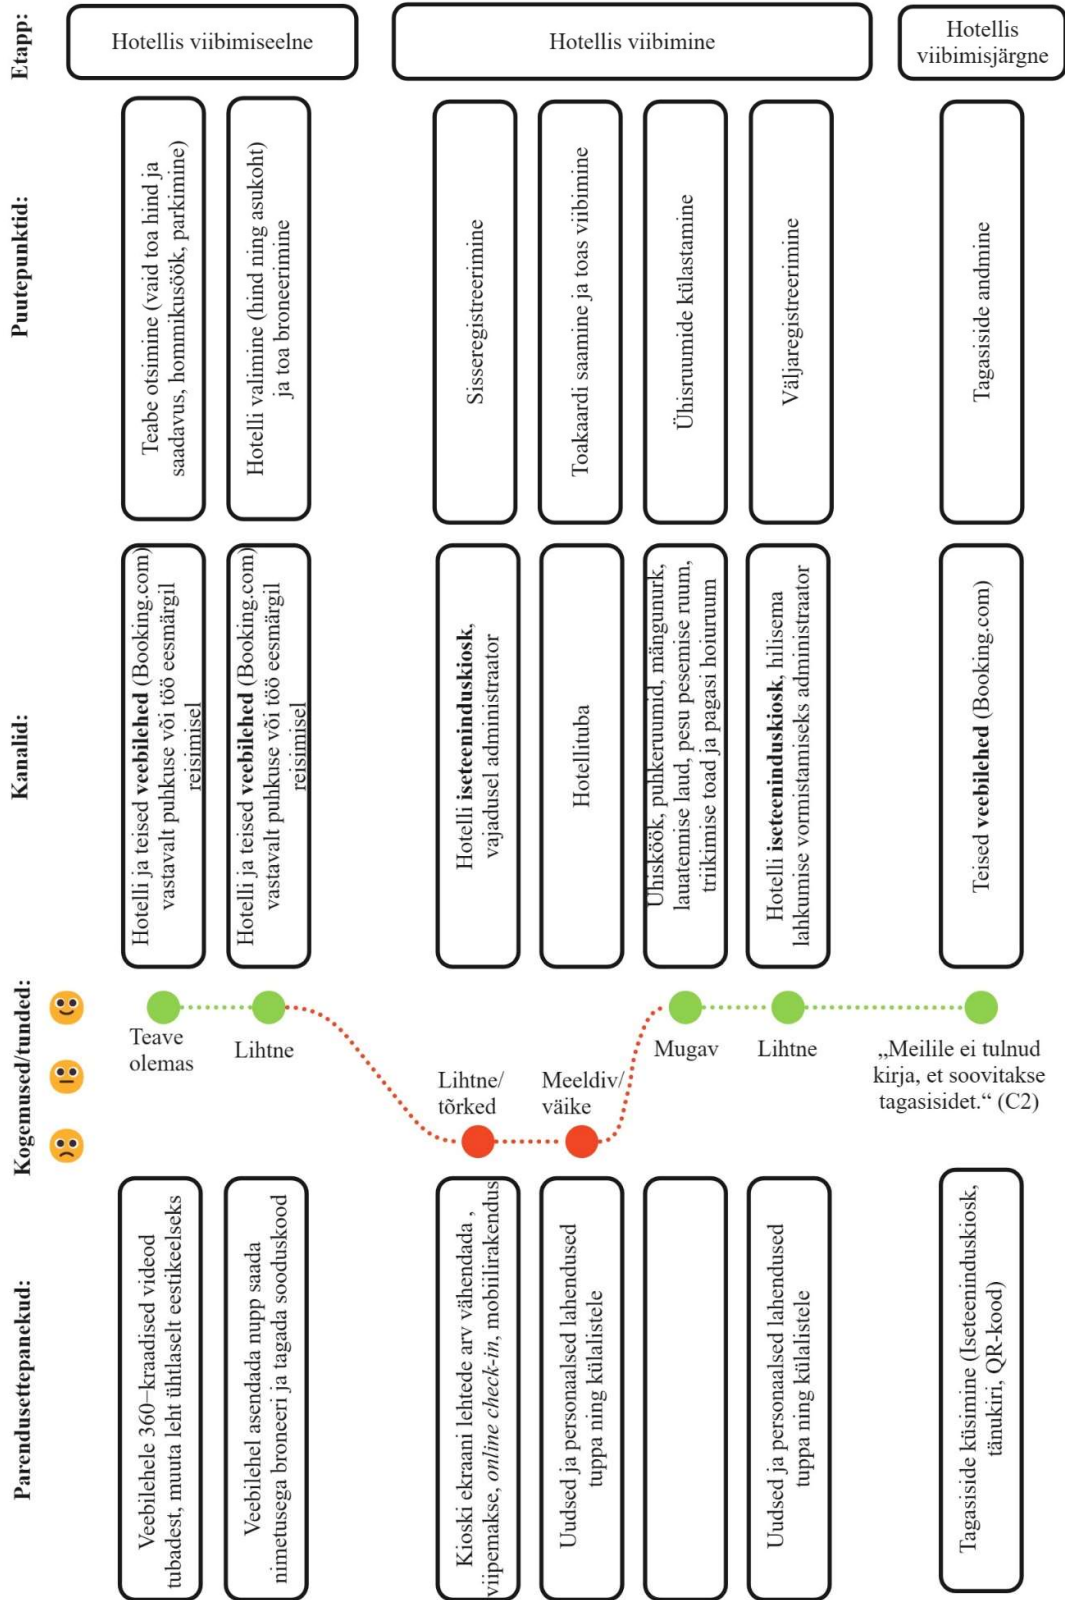 Etapp:
Hotellis viibimiseelne
Hotellis viibimine
Hotellis
viibimisjärgne
Puutepunktid:
Teabe otsimine (vaid toa hind ja
saadavus, hommikusöök, parkimine)
Hotelli valimine (hind ning asukoht)
ja toa broneerimine
Sisseregistreerimine
Toakaardi saamine ja toas viibimine
Ühisruumide külastamine
Väljaregistreerimine
Tagasiside andmine
Kanalid:
Hotelli ja teised veebilehed (Booking.com)
vastavalt puhkuse või töö eesmärgil
reisimisel
Hotelli ja teised veebilehed (Booking.com)
vastavalt puhkuse või töö eesmärgil
reisimisel
Hotelli iseteeninduskiosk,
vajadusel administraator
Hotellituba
Ühisköök, puhkeruumid, mängunurk,
lauatennise laud, pesu pesemise ruum,
triikimise toad ja pagasi hoiuruum
Hotelli iseteeninduskiosk, hilisema
lahkumise vormistamiseks administraator
Teised veebilehed (Booking.com)
Kogemused/tunded:
Teave
olemas
Lihtne
Lihtne/
tõrked
Meeldiv/
väike
Mugav
Lihtne
„Meilile ei tulnud
kirja, et soovitakse
tagasisidet.“ (C2)
Parendusettepanekud:
Veebilehele 360–kraadised videod
tubadest, muuta leht ühtlaselt eestikeelseks
Veebilehel asendada nupp saada
nimetusega broneeri ja tagada sooduskood
Kioski ekraani lehtede arv vähendada ,
viipemakse, online check-in, mobiilirakendus
Uudsed ja personaalsed lahendused
tuppa ning külalistele
Uudsed ja personaalsed lahendused
tuppa ning külalistele
Tagasiside küsimine (Iseteeninduskiosk,
tänukiri, QR-kood)